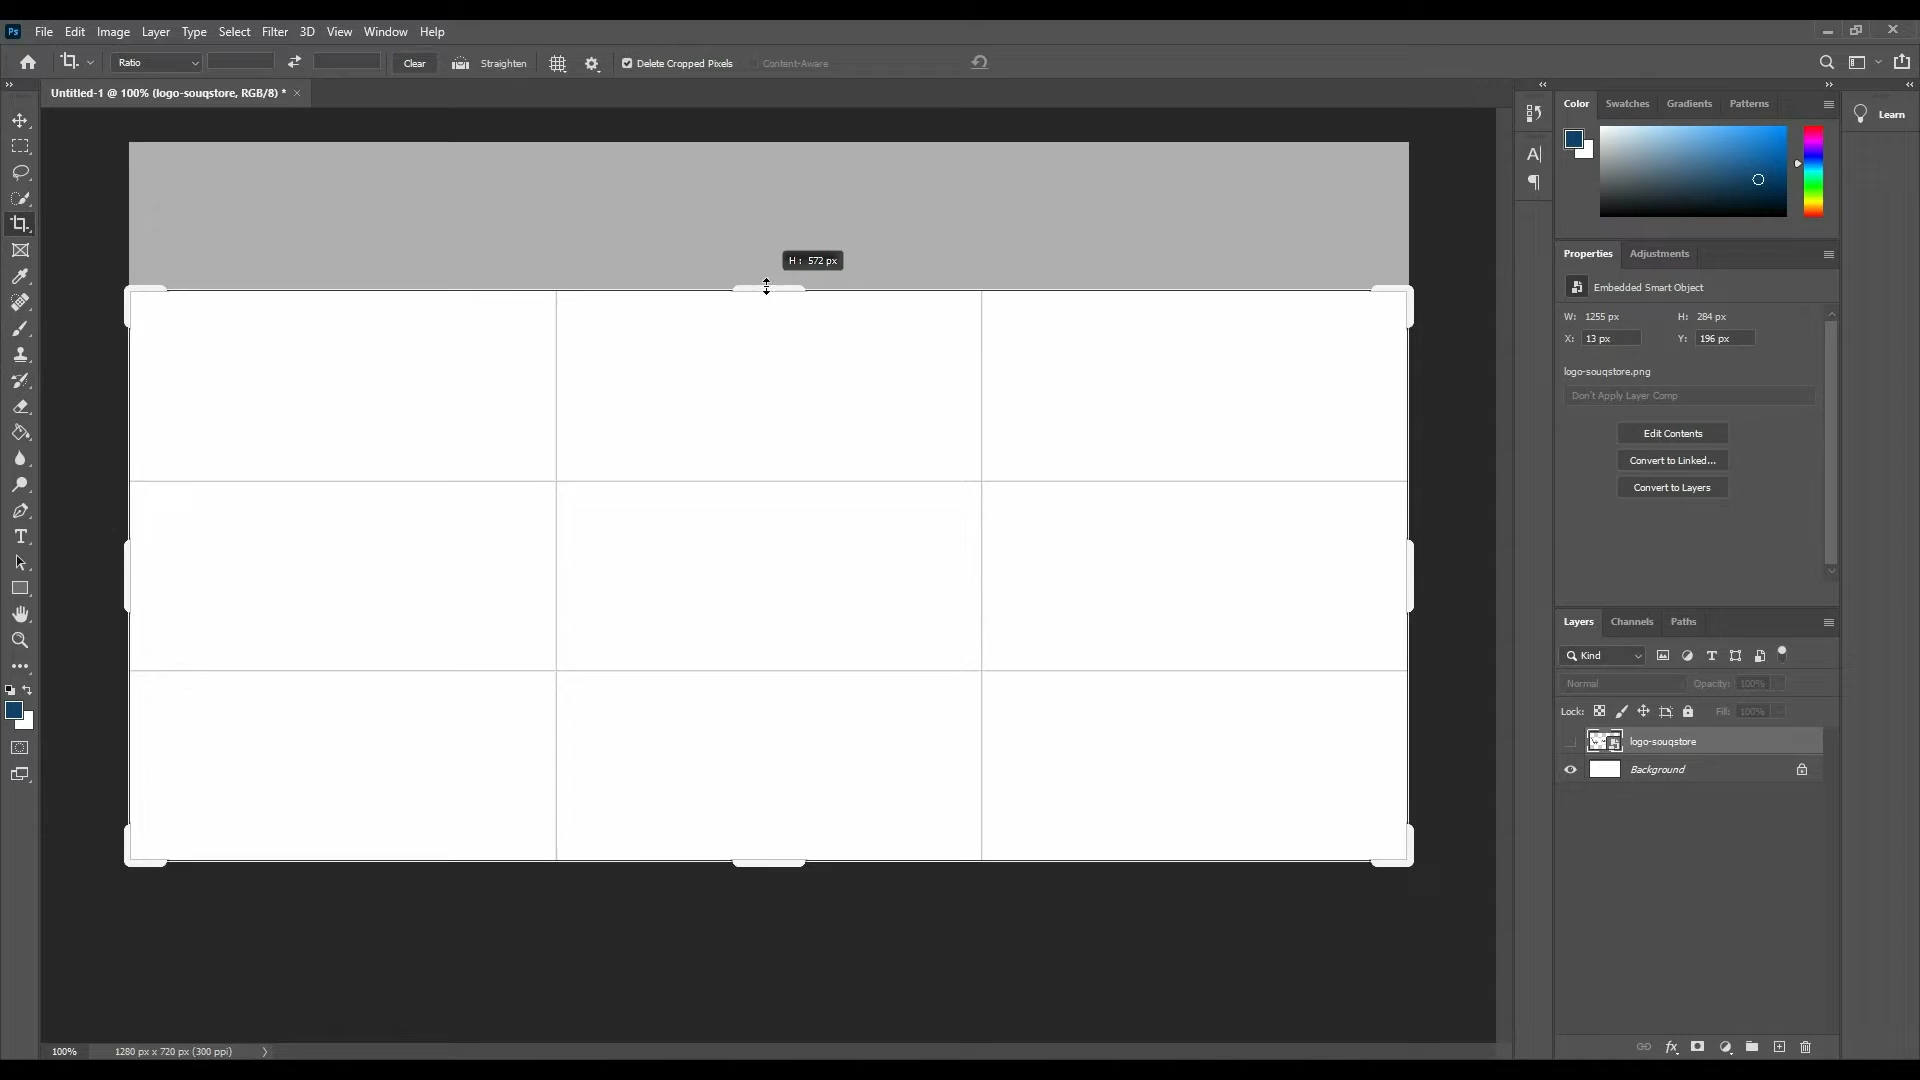 Ps File Edit Image Layer Type Select Filter 3D View Window Help
Ratio Clear Straighten Delete Cropped Pixels Content-Aware
Untitled-1 @ 100% (logo-souqstore, RGB/8) *
H : 572 px
Color Swatches Gradients Patterns
Learn
Properties Adjustments
Embedded Smart Object
W: 1255 px H: 284 px
X: 13 px Y: 196 px
logo-souqstore.png
Don't Apply Layer Comp
Edit Contents
Convert to Linked...
Convert to Layers
Layers Channels Paths
Kind
Normal Opacity: 100%
Lock: Fill: 100%
logo-souqstore
Background
100% 1280 px x 720 px (300 ppi)